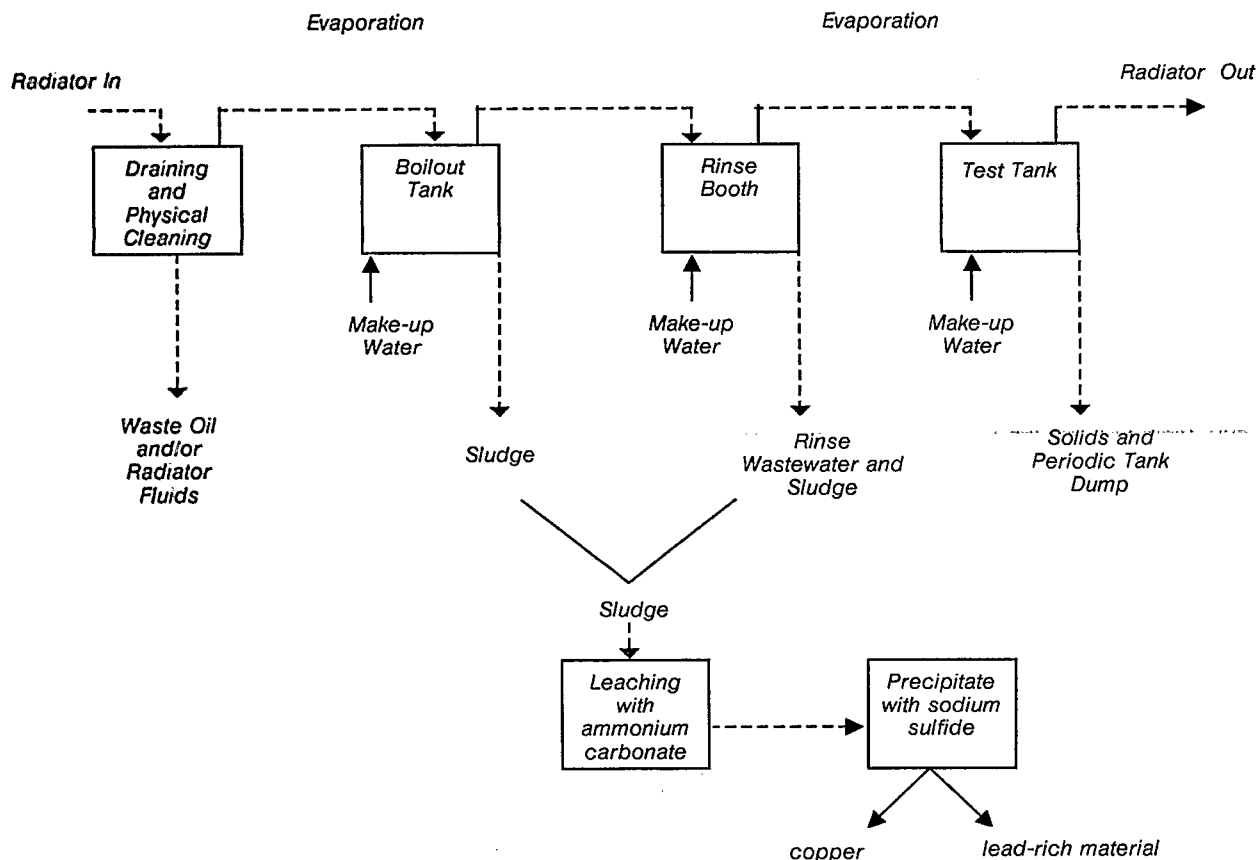 Evaporation
Evaporation
Radiator In
Radiator Out
Draining
and
Physical
Cleaning
Boilout
Tank
Rinse
Booth
Test Tank
Make-up
Water
Make-up
Water
Make-up
Water
Waste Oil
and/or
Radiator
Fluids
Sludge
Rinse
Wastewater and
Sludge
Solids and
Periodic Tank
Dump
Sludge
Leaching
with
ammonium
carbonate
Precipitate
with sodium
sulfide
copper
lead-rich material